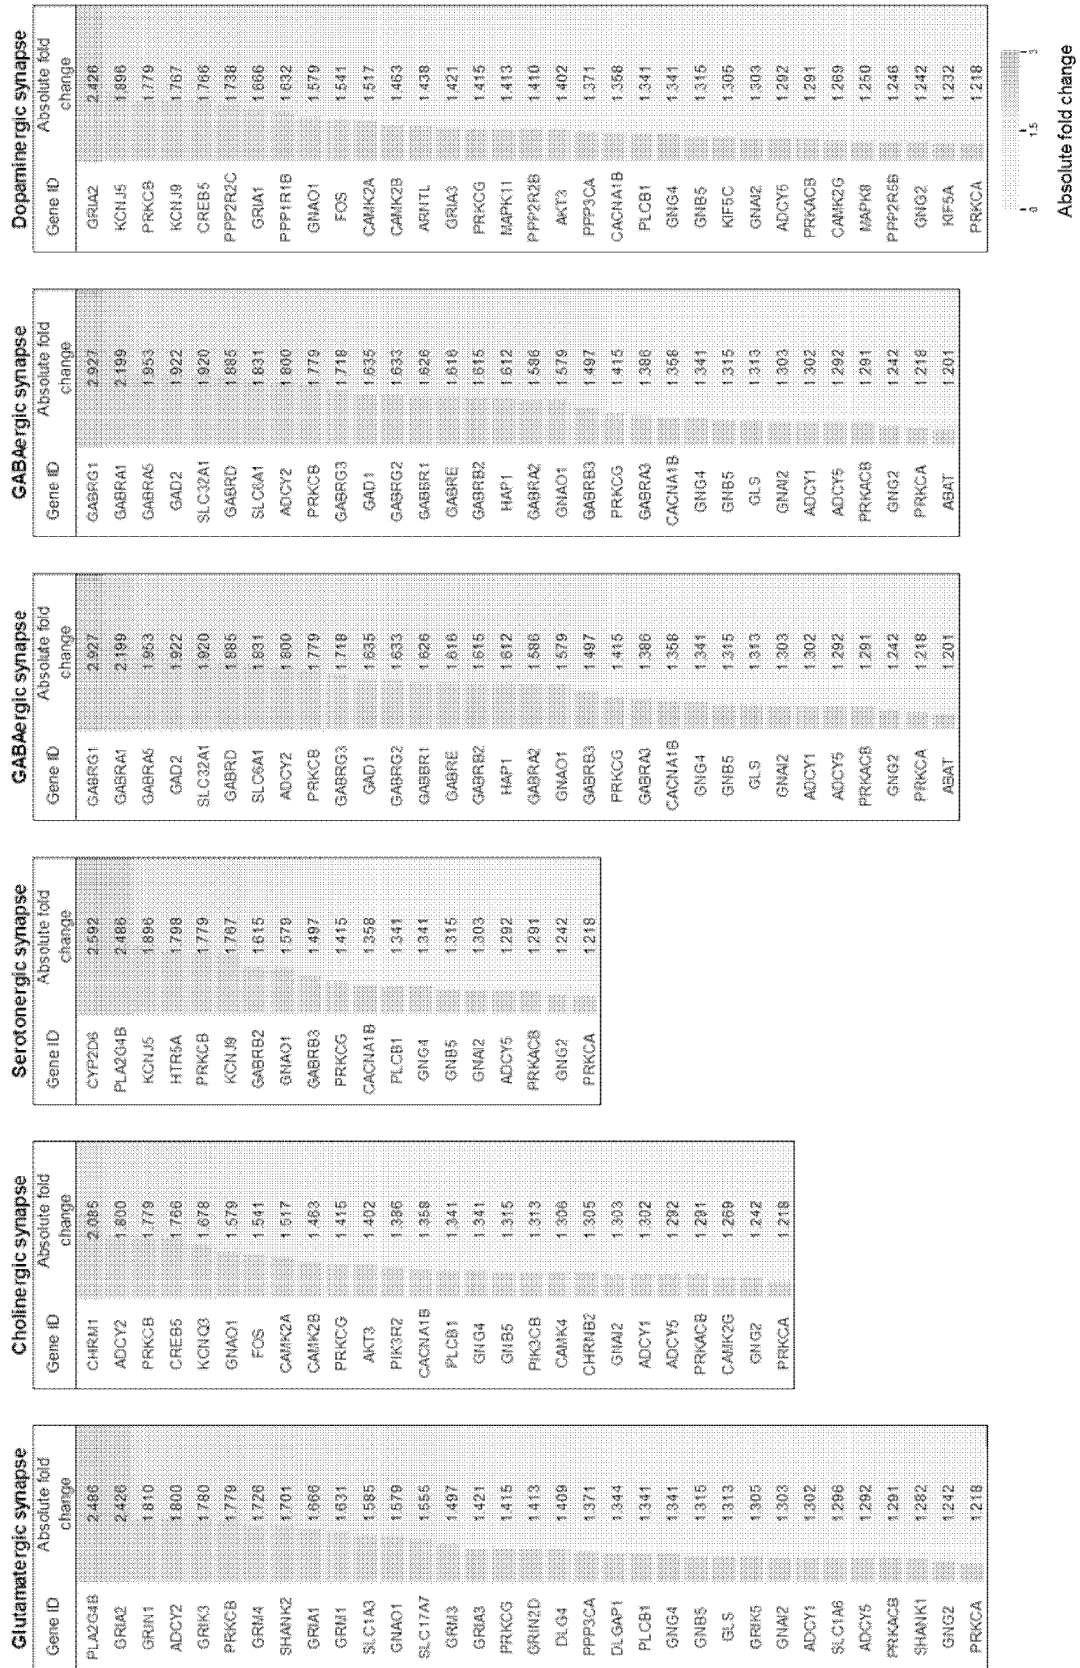 Glutamatergic synapse
Gene ID Absolute fold change
PLA2G4B 2.486
GRIA2 2.426
GRIN1 1.810
ADCY2 1.800
GRIK3 1.780
PRKCB 1.779
GRM4 1.726
SHANK2 1.701
GRIA1 1.666
GRM1 1.631
SLC1A3 1.585
GNAO1 1.579
SLC17A7 1.555
GRM3 1.497
GRIA3 1.421
PRKCG 1.415
GRIN2D 1.413
DLG4 1.409
PPP3CA 1.371
DLGAP1 1.344
PLCB1 1.341
GNG4 1.341
GNB5 1.315
GLS 1.313
GRIK5 1.305
GNAI2 1.303
ADCY1 1.302
SLC1A6 1.296
ADCY5 1.292
PRKACB 1.291
SHANK1 1.282
GNG2 1.242
PRKCA 1.218
Cholinergic synapse
Gene ID Absolute fold change
CHRM1 2.085
ADCY2 1.800
PRKCB 1.779
CREB5 1.766
KCNQ3 1.678
GNAO1 1.579
FOS 1.541
CAMK2A 1.517
CAMK2B 1.463
PRKCG 1.415
AKT3 1.402
PIK3R2 1.386
CACNA1B 1.358
PLCB1 1.341
GNG4 1.341
GNB5 1.315
PIK3CB 1.313
CAMK4 1.306
CHRNB2 1.305
GNAI2 1.303
ADCY1 1.302
ADCY5 1.292
PRKACB 1.291
CAMK2G 1.269
GNG2 1.242
PRKCA 1.218
Serotonergic synapse
Gene ID Absolute fold change
CYP2D6 2.592
PLA2G4B 2.486
KCNJ5 1.896
HTR5A 1.798
PRKCB 1.779
KCNJ9 1.767
GABRB2 1.615
GNAO1 1.579
GABRB3 1.497
PRKCG 1.415
CACNA1B 1.358
PLCB1 1.341
GNG4 1.341
GNB5 1.315
GNAI2 1.303
ADCY5 1.292
PRKACB 1.291
GNG2 1.242
PRKCA 1.218
GABAergic synapse
Gene ID Absolute fold change
GABRG1 2.927
GABRA1 2.199
GABRA5 1.953
GAD2 1.922
SLC32A1 1.920
GABRD 1.885
SLC6A1 1.831
ADCY2 1.800
PRKCB 1.779
GABRG3 1.718
GAD1 1.635
GABRG2 1.633
GABBR1 1.626
GABRE 1.616
GABRB2 1.615
HAP1 1.612
GABRA2 1.586
GNAO1 1.579
GABRB3 1.497
PRKCG 1.415
GABRA3 1.386
CACNA1B 1.358
GNG4 1.341
GNB5 1.315
GLS 1.313
GNAI2 1.303
ADCY1 1.302
ADCY5 1.292
PRKACB 1.291
GNG2 1.242
PRKCA 1.218
ABAT 1.201
GABAergic synapse
Gene ID Absolute fold change
GABRG1 2.927
GABRA1 2.199
GABRA5 1.953
GAD2 1.922
SLC32A1 1.920
GABRD 1.885
SLC6A1 1.831
ADCY2 1.800
PRKCB 1.779
GABRG3 1.718
GAD1 1.635
GABRG2 1.633
GABBR1 1.626
GABRE 1.616
GABRB2 1.615
HAP1 1.612
GABRA2 1.586
GNAO1 1.579
GABRB3 1.497
PRKCG 1.415
GABRA3 1.386
CACNA1B 1.358
GNG4 1.341
GNB5 1.315
GLS 1.313
GNAI2 1.303
ADCY1 1.302
ADCY5 1.292
PRKACB 1.291
GNG2 1.242
PRKCA 1.218
ABAT 1.201
Dopaminergic synapse
Gene ID Absolute fold change
GRIA2 2.426
KCNJ5 1.896
PRKCB 1.779
KCNJ9 1.767
CREB5 1.766
PPP2R2C 1.738
GRIA1 1.666
PPP1R1B 1.632
GNAO1 1.579
FOS 1.541
CAMK2A 1.517
CAMK2B 1.463
ARNTL 1.438
GRIA3 1.421
PRKCG 1.415
MAPK11 1.413
PPP2R2B 1.410
AKT3 1.402
PPP3CA 1.371
CACNA1B 1.358
PLCB1 1.341
GNG4 1.341
GNB5 1.315
KIF5C 1.305
GNAI2 1.303
ADCY5 1.292
PRKACB 1.291
CAMK2G 1.269
MAPK8 1.250
PPP2R5B 1.246
GNG2 1.242
KIF5A 1.232
PRKCA 1.218
0 1.5 3
Absolute fold change